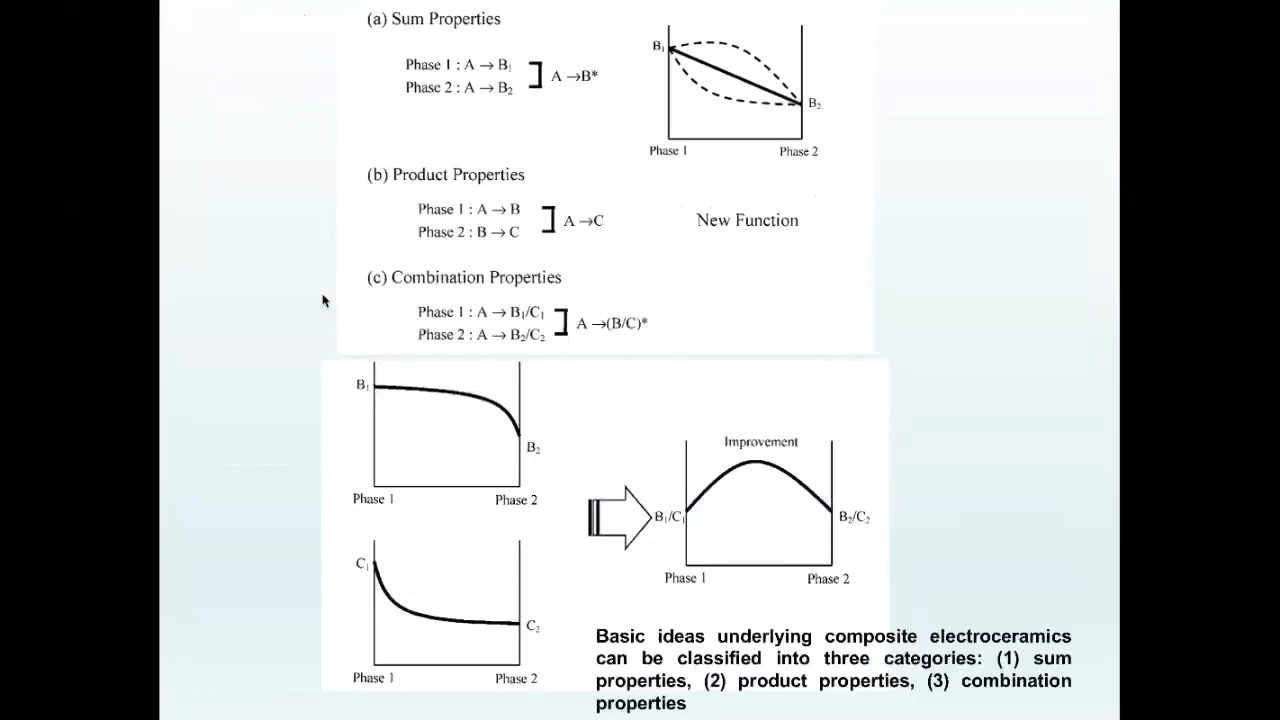 (a) Sum Properties
Phase 1 : A → B₁
Phase 2 : A → B₂
A →B*
B₁
B₂
Phase 1
Phase 2
(b) Product Properties
Phase 1 : A → B
Phase 2 : B → C
A →C
New Function
(c) Combination Properties
Phase 1 : A → B₁/C₁
Phase 2 : A → B₂/C₂
A →(B/C)*
B₁
B₂
Phase 1
Phase 2
Improvement
B₁/C₁
B₂/C₂
Phase 1
Phase 2
C₁
C₂
Phase 1
Phase 2
Basic ideas underlying composite electroceramics
can be classified into three categories: (1) sum
properties, (2) product properties, (3) combination
properties